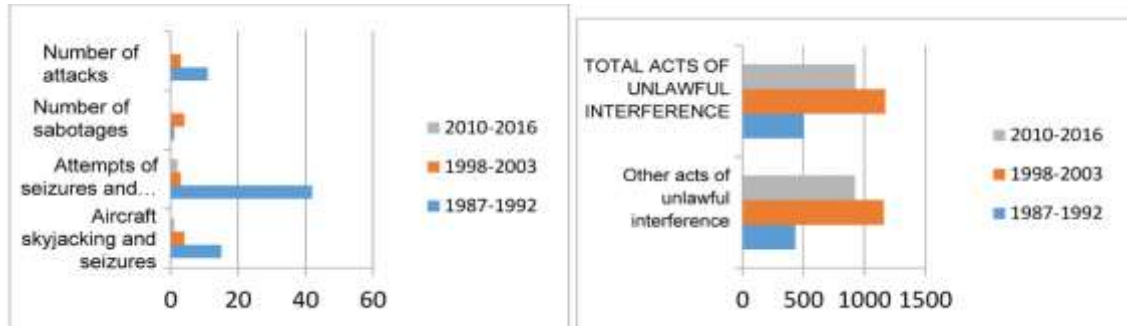 Number of
attacks
Number of
sabotages
Attempts of
seizures and...
Aircraft
skyjacking and
seizures
0 20 40 60
2010-2016
1998-2003
1987-1992
TOTAL ACTS OF
UNLAWFUL
INTERFERENCE
Other acts of
unlawful
interference
0 500 1000 1500
2010-2016
1998-2003
1987-1992